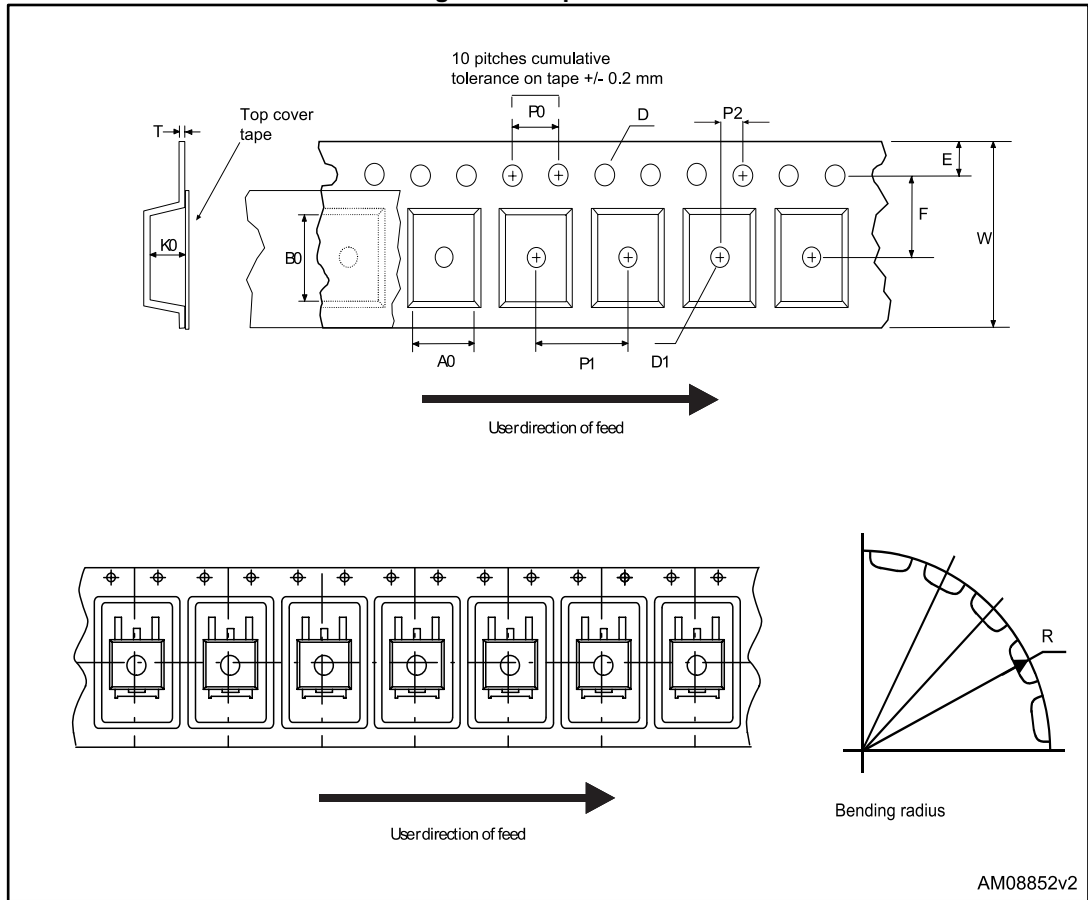 10 pitches cumulative
tolerance on tape +/- 0.2 mm
Top cover
tape
T
P0
D
P2
E
F
W
K0
B0
A0
P1
D1
User direction of feed
R
Bending radius
User direction of feed
AM08852v2